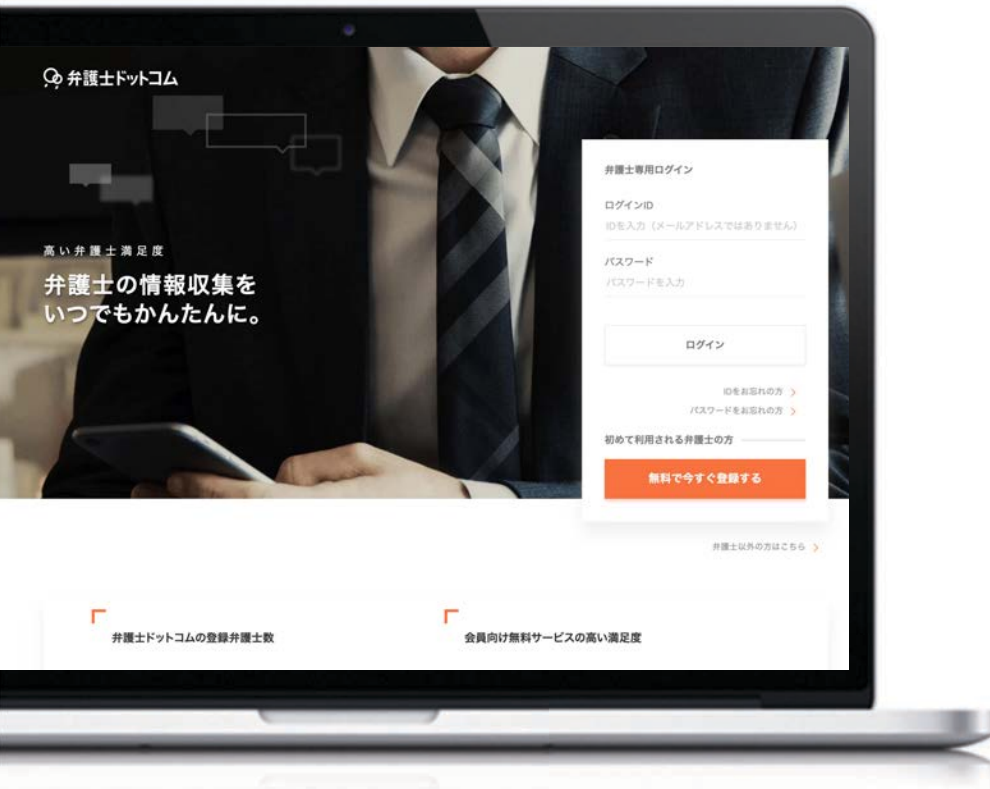 弁護士ドットコム
高い弁護士満足度
弁護士の情報収集を
いつでもかんたんに。
弁護士専用ログイン
ログインID
IDを入力（メールアドレスではありません）
パスワード
パスワードを入力
ログイン
IDをお忘れの方
パスワードをお忘れの方
初めて利用される弁護士の方
無料で今すぐ登録する
弁護士以外の方はこちら
弁護士ドットコムの登録弁護士数
会員向け無料サービスの高い満足度